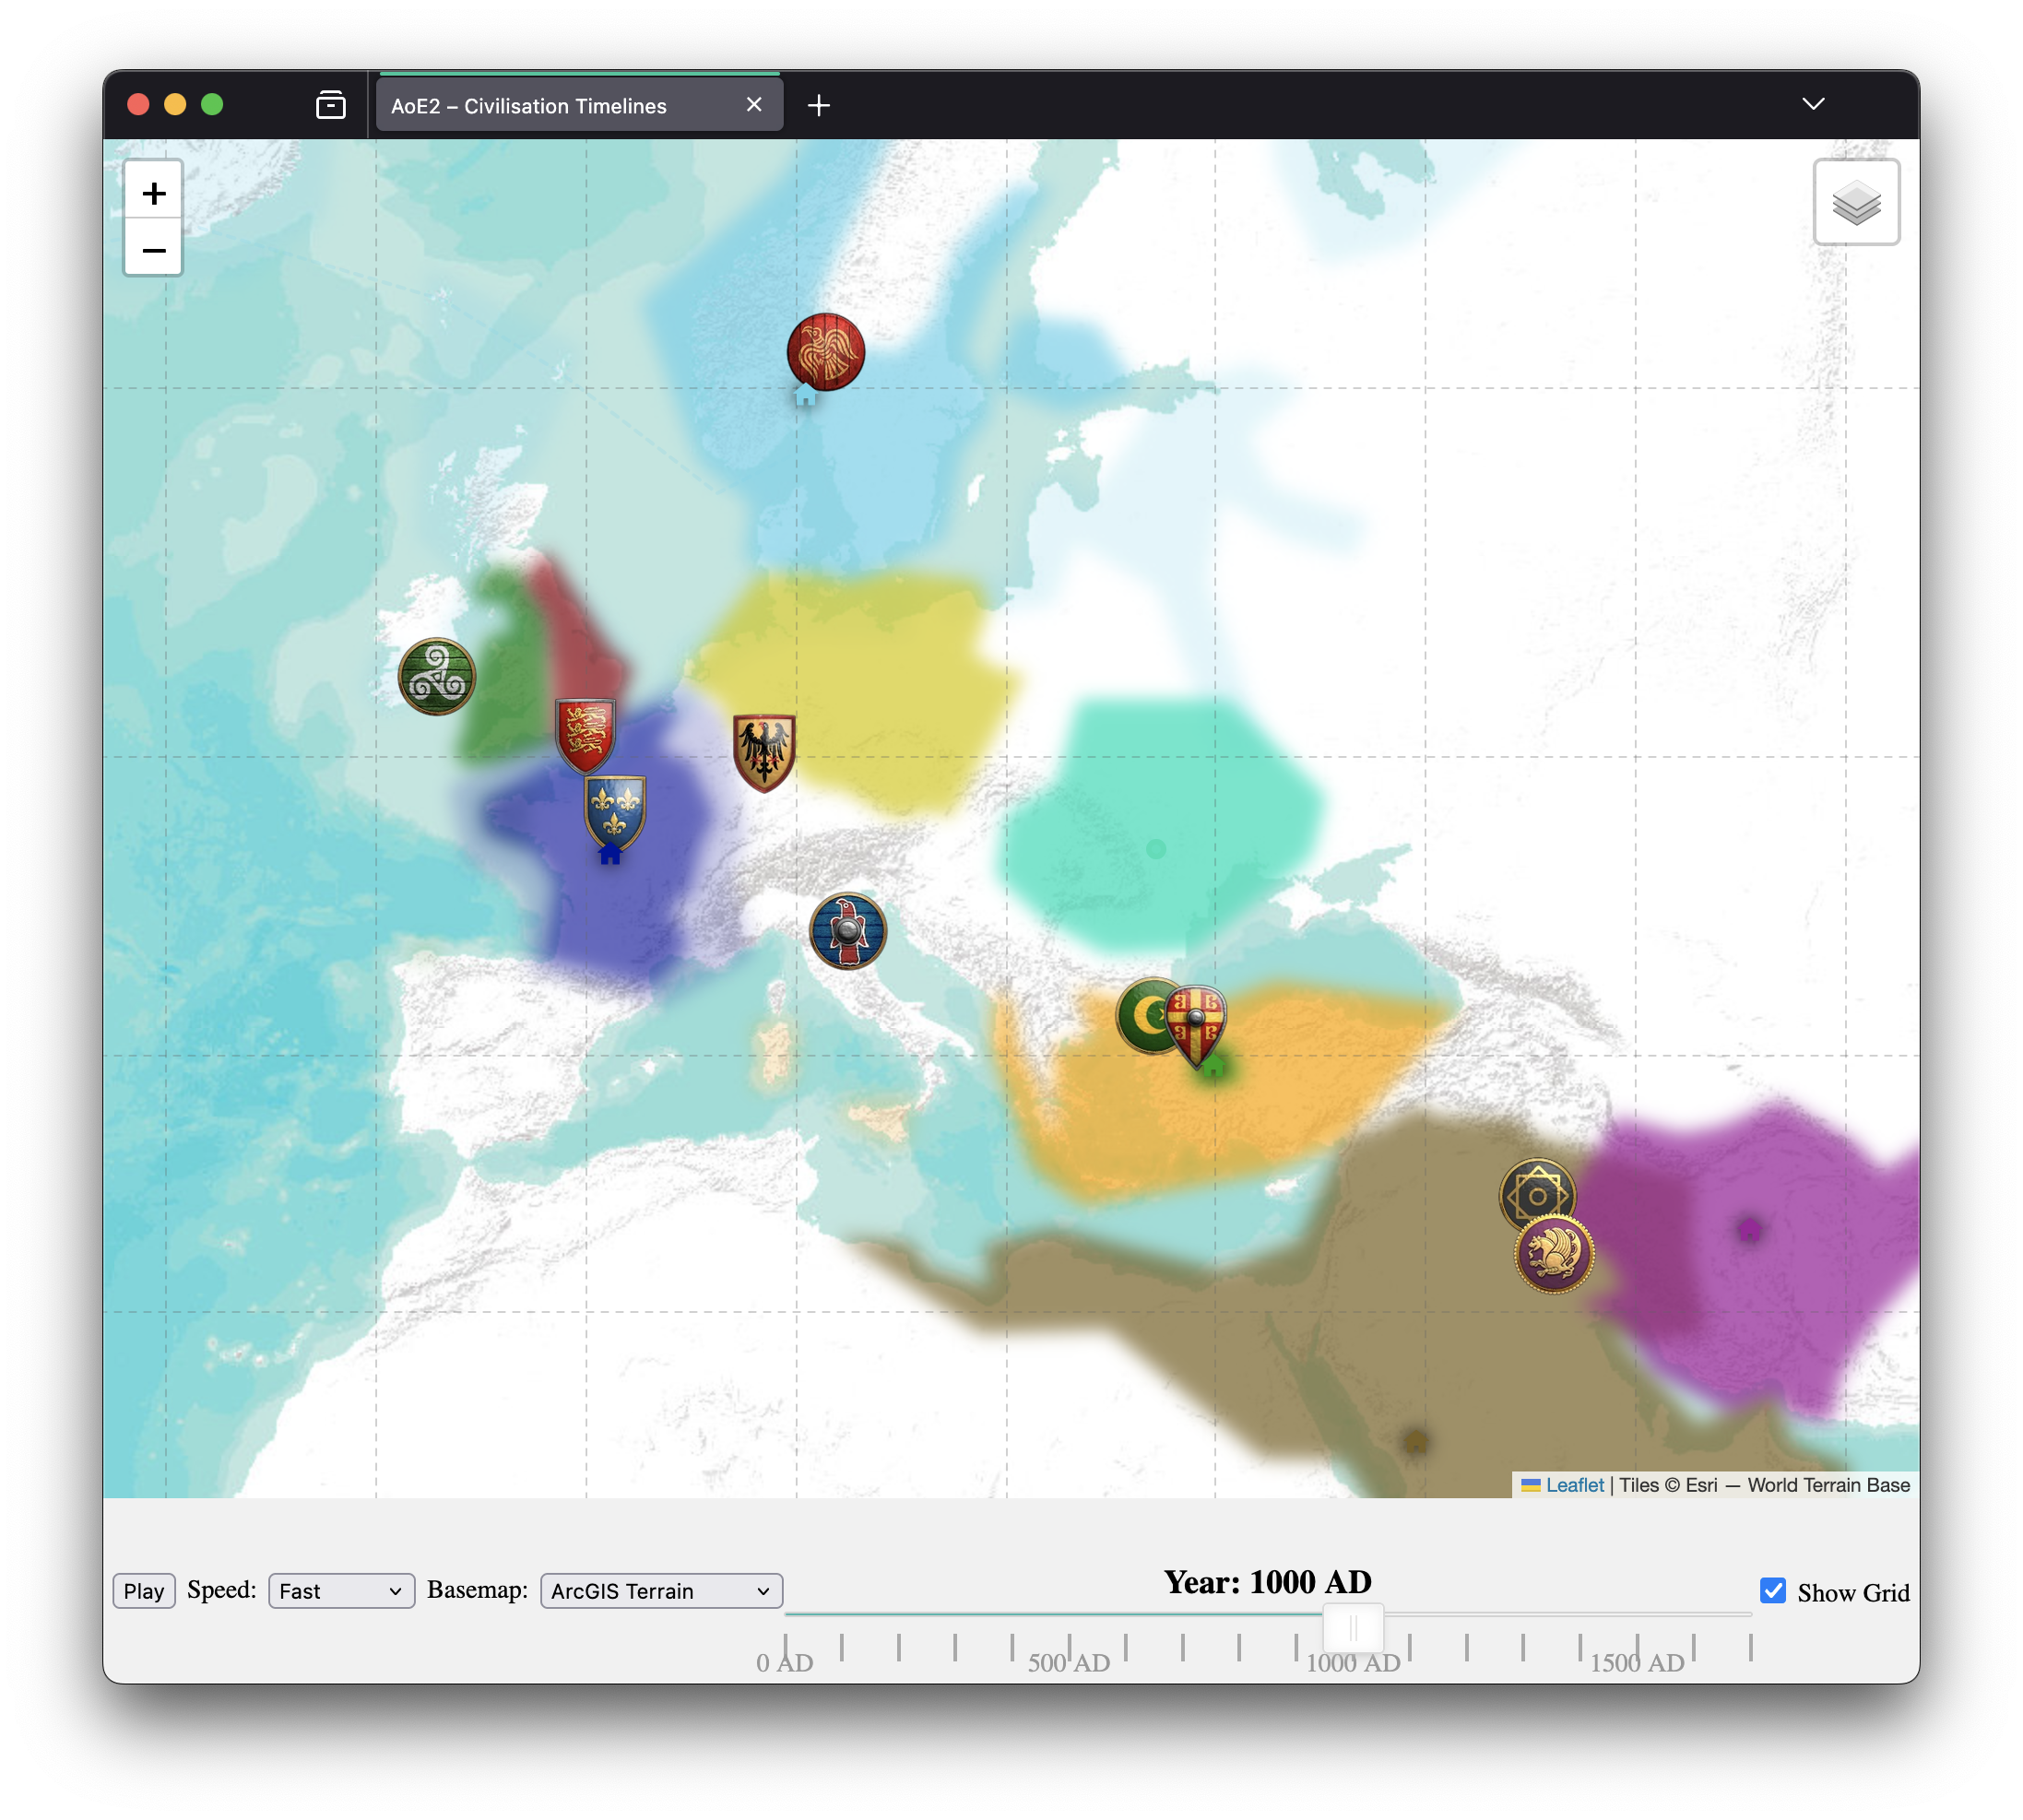 AoE2 – Civilisation Timelines
+
−
Leaflet | Tiles © Esri — World Terrain Base
Play Speed: Fast Basemap: ArcGIS Terrain
Year: 1000 AD
Show Grid
0 AD 500 AD 1000 AD 1500 AD